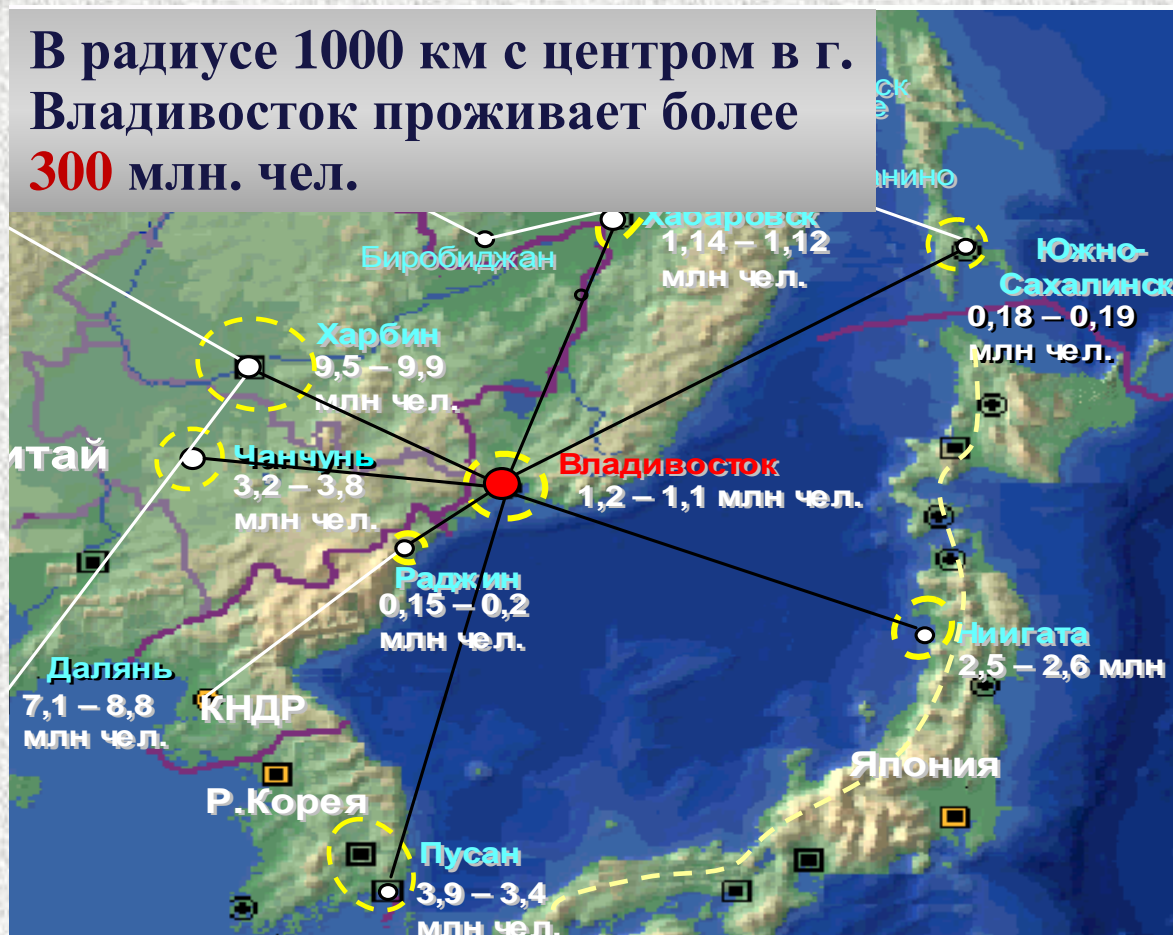 В радиусе 1000 км с центром в г.
Владивосток проживает более
300 млн. чел.
Хабаровск
1,14 – 1,12
млн чел.
Биробиджан
Южно-
Сахалинск
0,18 – 0,19
млн чел.
Харбин
9,5 – 9,9
млн чел.
Чанчунь
3,2 – 3,8
млн чел.
Владивосток
1,2 – 1,1 млн чел.
Раджин
0,15 – 0,2
млн чел.
Ниигата
2,5 – 2,6 млн
Далянь
7,1 – 8,8
млн чел.
КНДР
Япония
Р.Корея
Пусан
3,9 – 3,4
млн чел.